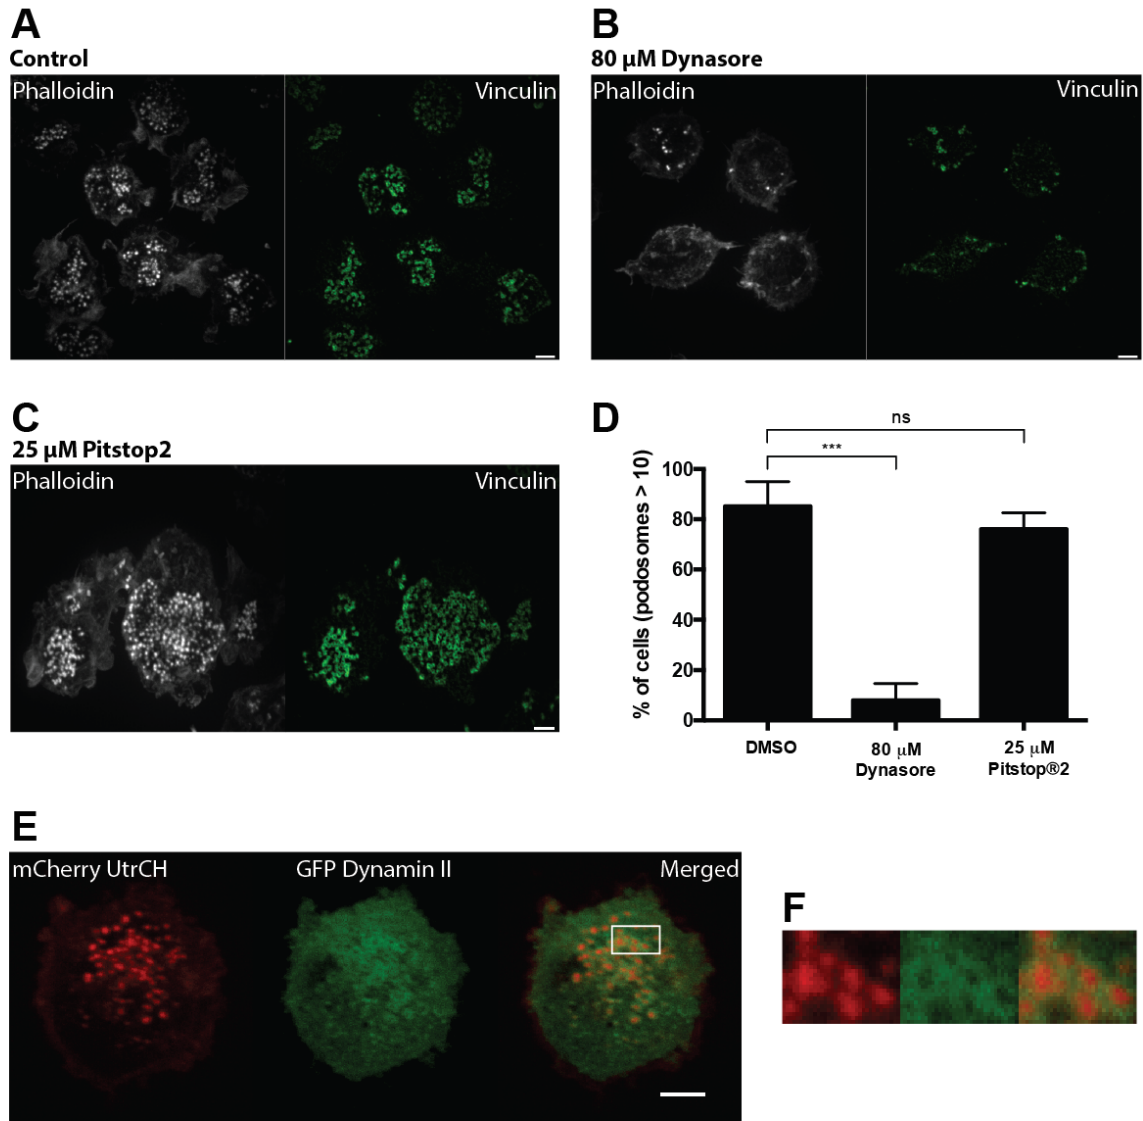 A
Control
Phalloidin
Vinculin
B
80 μM Dynasore
Phalloidin
Vinculin
C
25 μM Pitstop2
Phalloidin
Vinculin
D
ns
***
% of cells (podosomes > 10)
100
80
60
40
20
0
DMSO
80 μM
Dynasore
25 μM
Pitstop®2
E
mCherry UtrCH
GFP Dynamin II
Merged
F